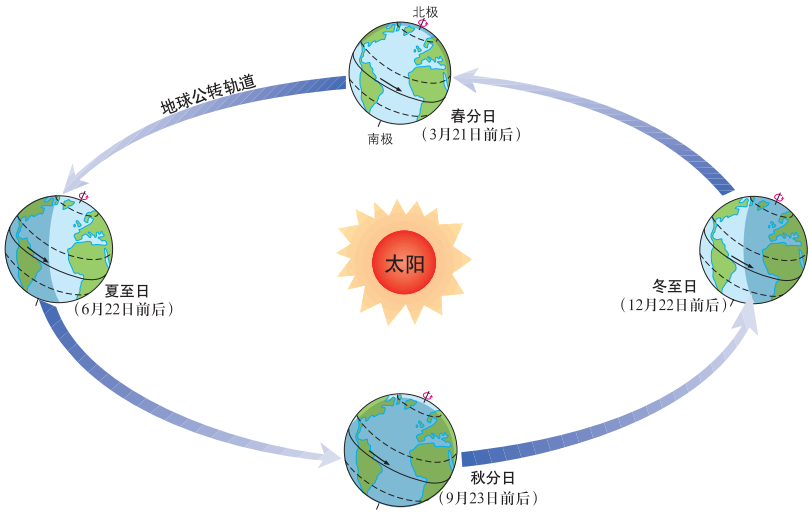 北极
地球公转轨道
春分日
（3月21日前后）
南极
太阳
夏至日
（6月22日前后）
冬至日
（12月22日前后）
秋分日
（9月23日前后）